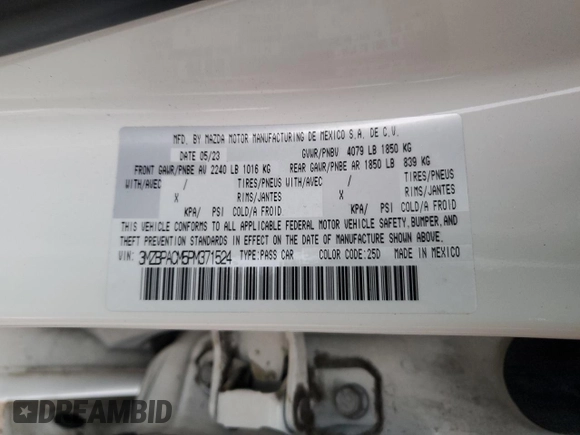 MFD. BY MAZDA MOTOR MANUFACTURING DE MEXICO S.A. DE C.V.
DATE 05/23 GVWR/PNBV 4079 LB 1850 KG
FRONT GAWR/PNBE AV 2240 LB 1016 KG REAR GAWR/PNBE AR 1850 LB 839 KG
WITH/AVEC / TIRES/PNEUS WITH/AVEC / TIRES/PNEUS
X RIMS/JANTES X RIMS/JANTES
KPA/ PSI COLD/A FROID KPA/ PSI COLD/A FROID
THIS VEHICLE CONFORMS TO ALL APPLICABLE FEDERAL MOTOR VEHICLE SAFETY, BUMPER, AND
THEFT PREVENTION STANDARDS IN EFFECT ON THE DATE OF MANUFACTURE SHOWN ABOVE.
VIN: 3MZBPACM5PM371524 TYPE:PASS CAR COLOR CODE:25D MADE IN MEXICO
DREAMBID